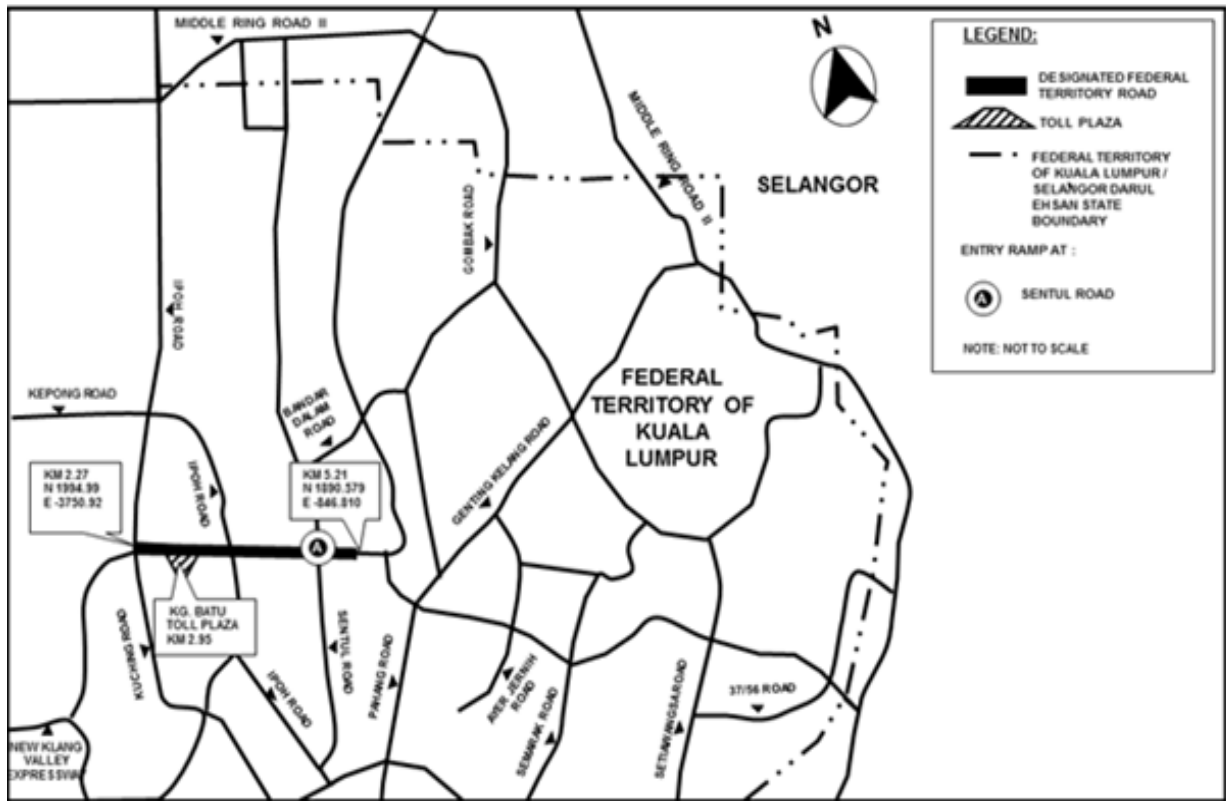 MIDDLE RING ROAD II
N
LEGEND:
DESIGNATED FEDERAL
TERRITORY ROAD
TOLL PLAZA
FEDERAL TERRITORY
OF KUALA LUMPUR /
SELANGOR DARUL
EHSAN STATE
BOUNDARY
ENTRY RAMP AT :
A
SENTUL ROAD
NOTE: NOT TO SCALE
MIDDLE RING ROAD II
SELANGOR
GOMBAK ROAD
IPOH ROAD
KEPONG ROAD
BANDAR
DALAM
ROAD
FEDERAL
TERRITORY OF
KUALA
LUMPUR
GENTING KELANG ROAD
IPOH ROAD
KM 2.27
N 1994.99
E -3750.92
KM 5.21
N 1890.579
E -846.810
A
KG. BATU
TOLL PLAZA
KM 2.95
KUCHING ROAD
IPOH ROAD
SENTUL ROAD
PAHANG ROAD
AYER JERNIH
ROAD
SEMARAK ROAD
SETIAWANGSA ROAD
37/56 ROAD
NEW KLANG
VALLEY
EXPRESSWAY